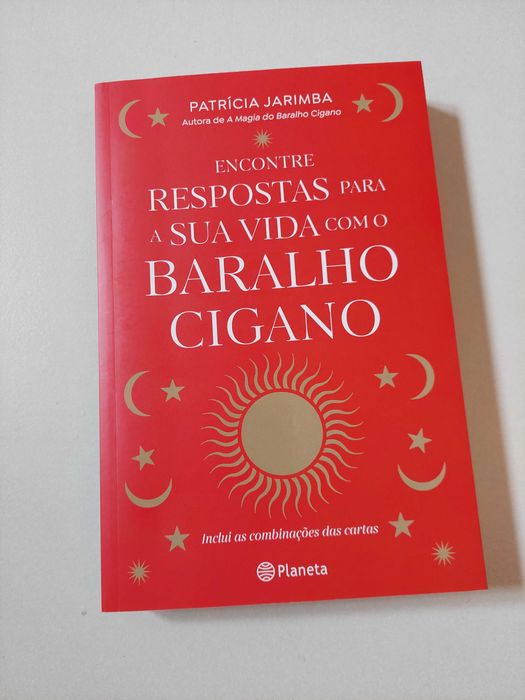 PATRÍCIA JARIMBA
Autora de A Magia do Baralho Cigano
ENCONTRE
RESPOSTAS PARA
A SUA VIDA COM O
BARALHO
CIGANO
Inclui as combinações das cartas
Planeta